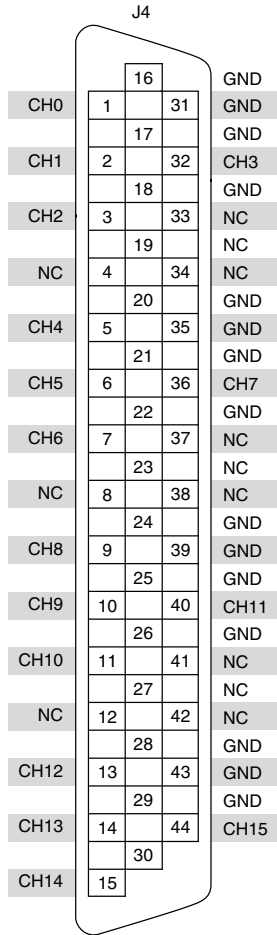 J4
16 GND
CH0 1 31 GND
17 GND
CH1 2 32 CH3
18 GND
CH2 3 33 NC
19 NC
NC 4 34 NC
20 GND
CH4 5 35 GND
21 GND
CH5 6 36 CH7
22 GND
CH6 7 37 NC
23 NC
NC 8 38 NC
24 GND
CH8 9 39 GND
25 GND
CH9 10 40 CH11
26 GND
CH10 11 41 NC
27 NC
NC 12 42 NC
28 GND
CH12 13 43 GND
29 GND
CH13 14 44 CH15
30
CH14 15